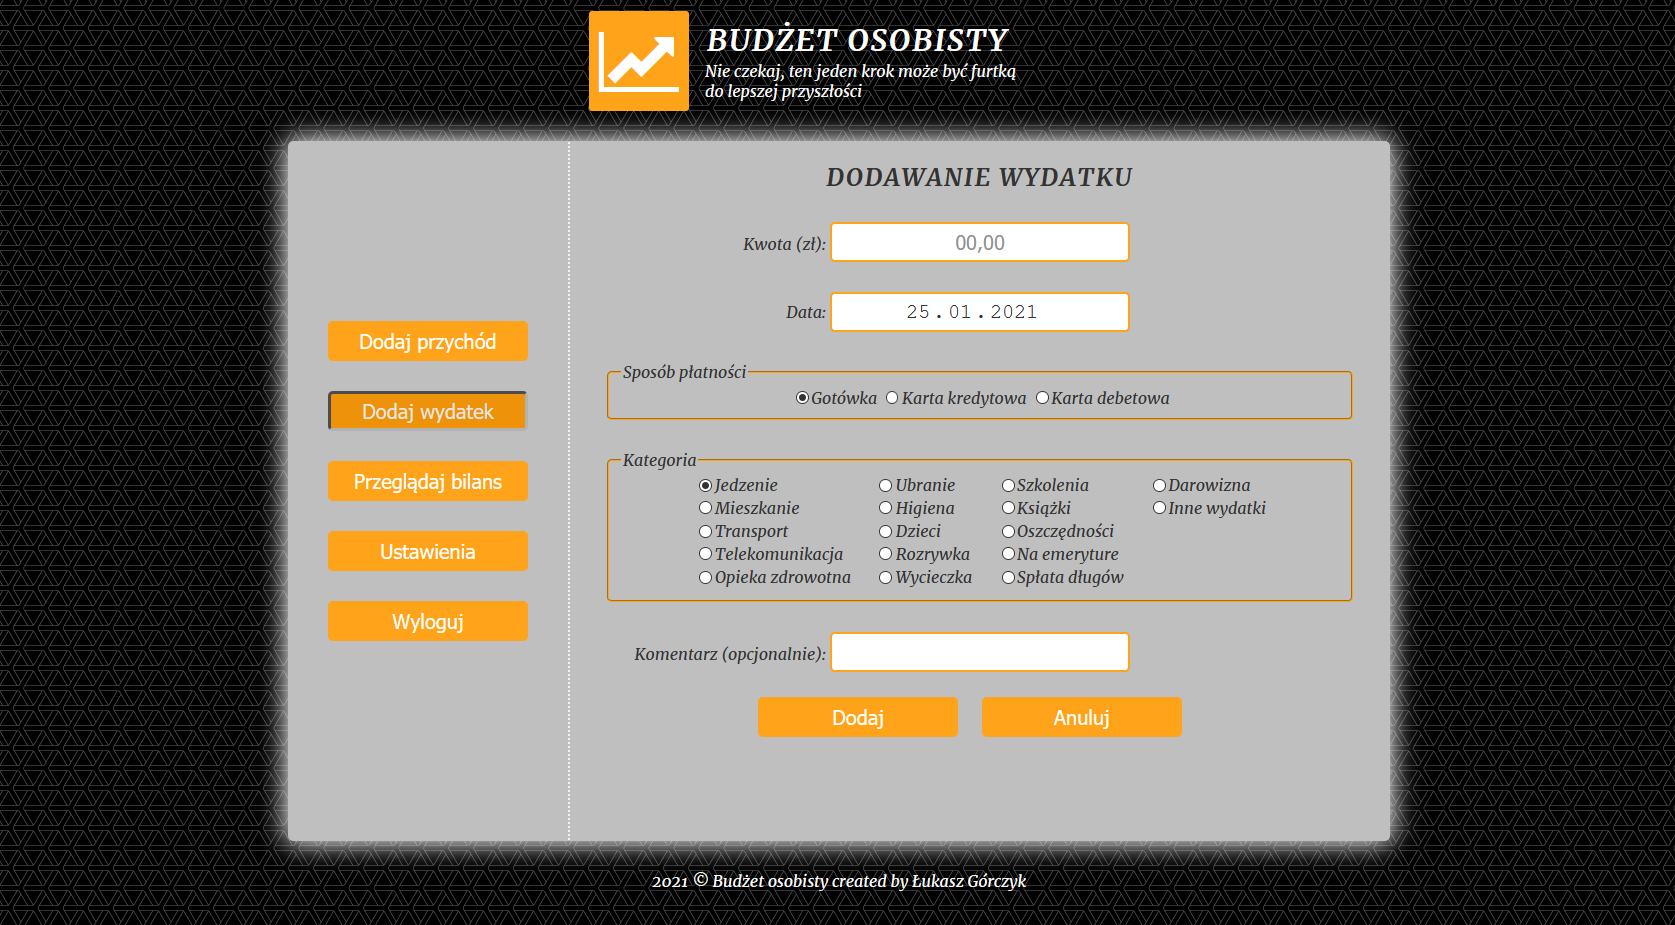 BUDŻET OSOBISTY
Nie czekaj, ten jeden krok może być furtką
do lepszej przyszłości
Dodaj przychód
Dodaj wydatek
Przeglądaj bilans
Ustawienia
Wyloguj
DODAWANIE WYDATKU
Kwota (zł): 00,00
Data: 25.01.2021
Sposób płatności
Gotówka Karta kredytowa Karta debetowa
Kategoria
Jedzenie Ubranie Szkolenia Darowizna
Mieszkanie Higiena Książki Inne wydatki
Transport Dzieci Oszczędności
Telekomunikacja Rozrywka Na emeryture
Opieka zdrowotna Wycieczka Spłata długów
Komentarz (opcjonalnie):
Dodaj Anuluj
2021 © Budżet osobisty created by Łukasz Górczyk